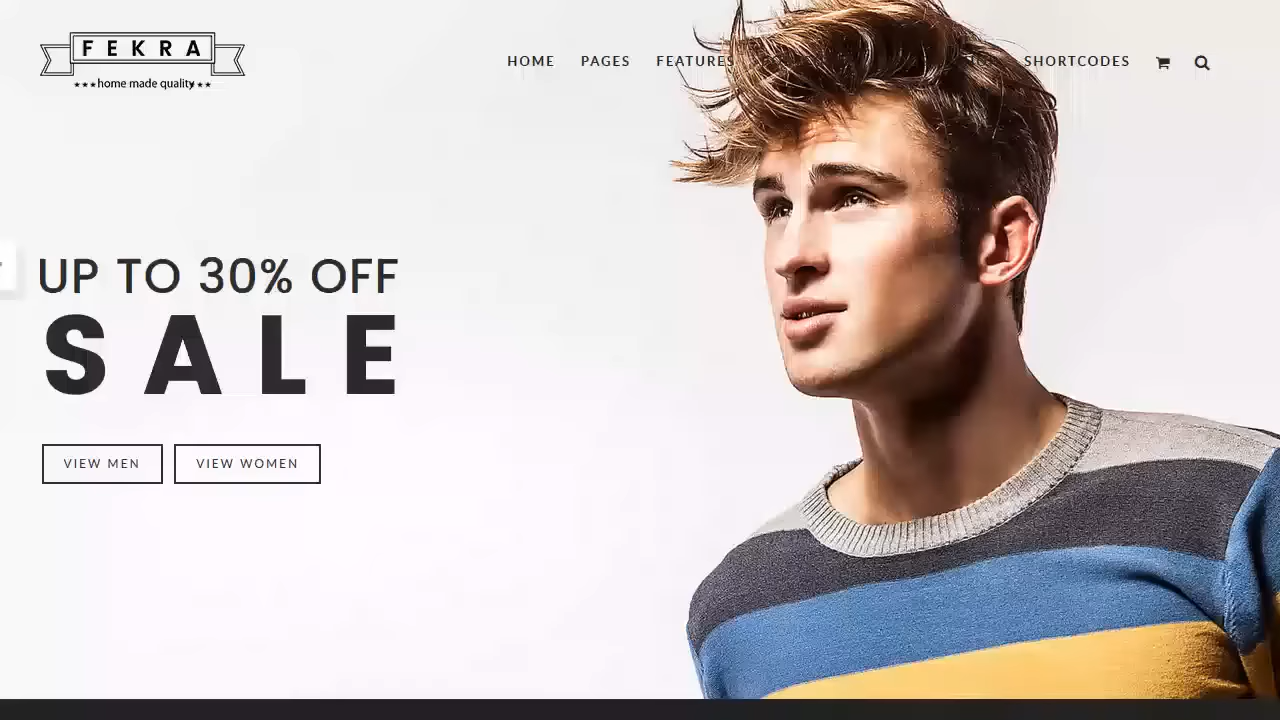 FEKRA
home made quality
HOME PAGES FEATURES SHORTCODES
UP TO 30% OFF
SALE
VIEW MEN VIEW WOMEN